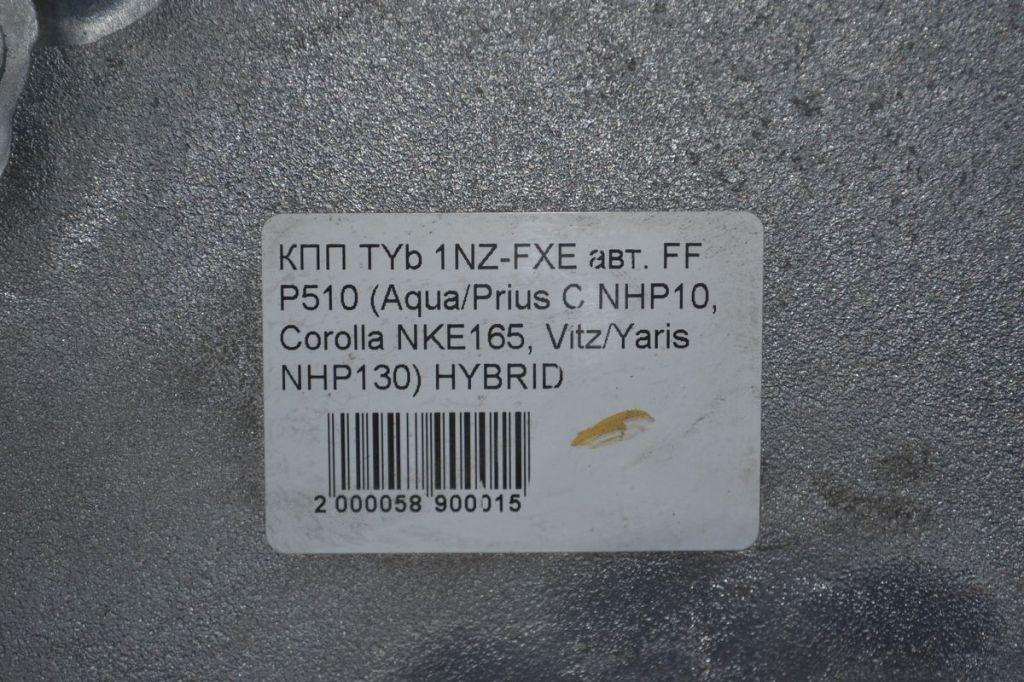 КПП TYb 1NZ-FXE авт. FF
P510 (Aqua/Prius C NHP10,
Corolla NKE165, Vitz/Yaris
NHP130) HYBRID
2 000058 900015